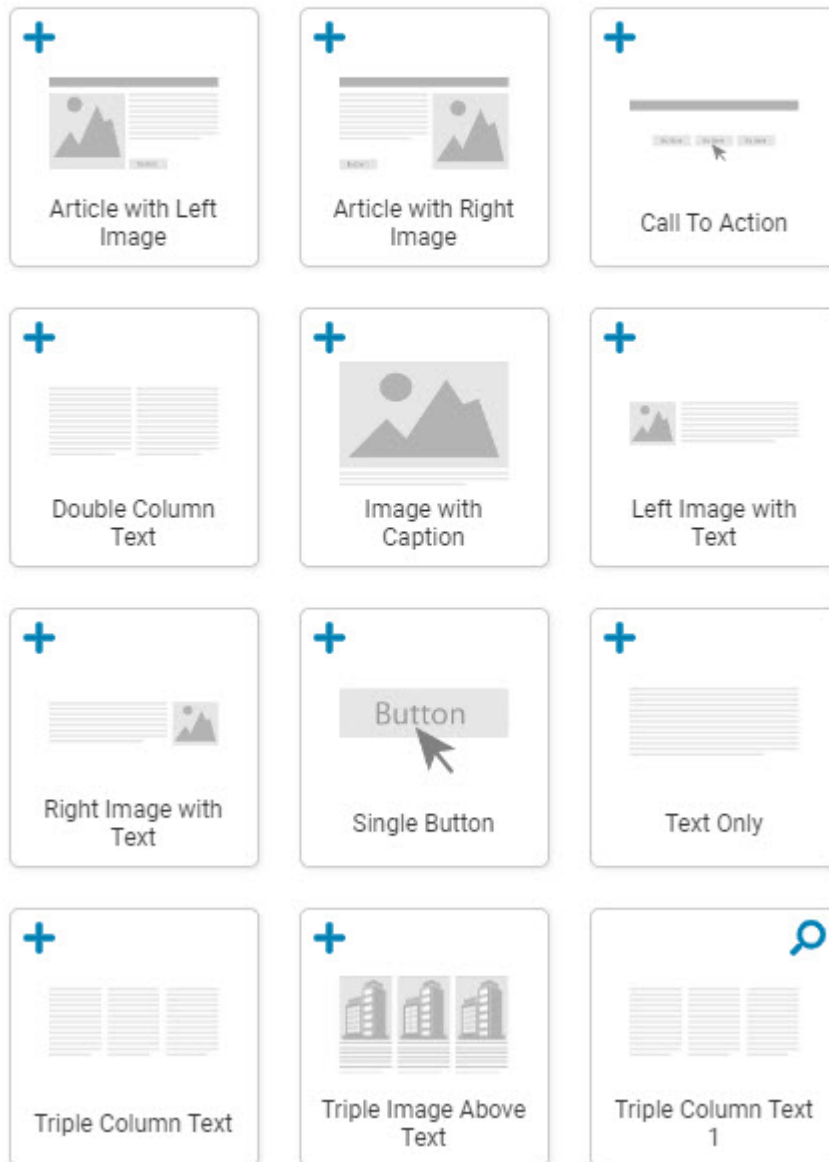 Article with Left
Image
Article with Right
Image
Call To Action
Double Column
Text
Image with
Caption
Left Image with
Text
Right Image with
Text
Button
Single Button
Text Only
Triple Column Text
Triple Image Above
Text
Triple Column Text
1